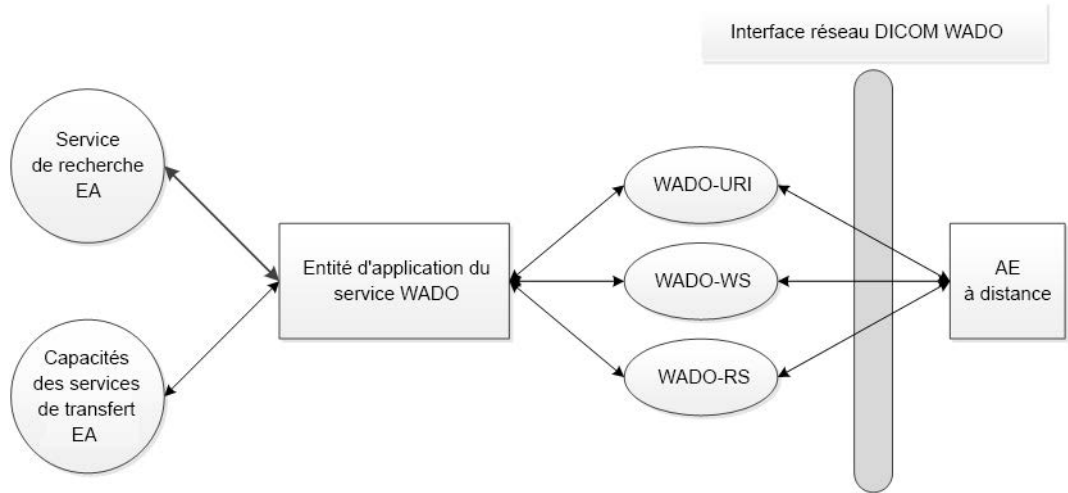 Interface réseau DICOM WADO
Service
de recherche
EA
Capacités
des services
de transfert
EA
Entité d'application du
service WADO
WADO-URI
WADO-WS
WADO-RS
AE
à distance